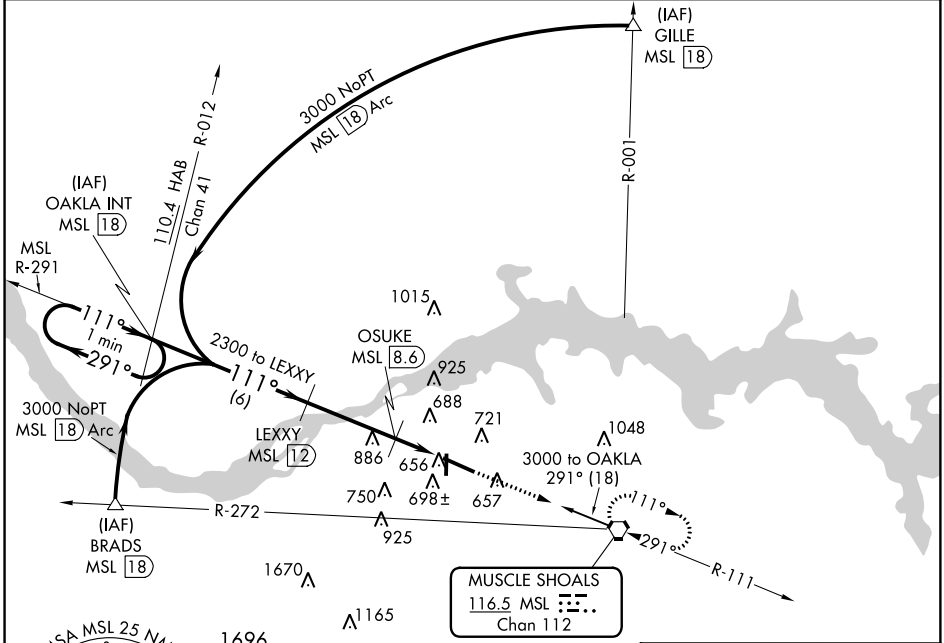 (IAF)
GILLE
MSL 18
3000 NoPT
MSL 18 Arc
R-012
110.4 HAB
Chan 41
R-001
(IAF)
OAKLA INT
MSL 18
MSL
R-291
111°
1 min
291°
2300 to LEXXY
111°
(6)
1015
OSUKE
MSL 8.6
925
688
721
1048
3000 NoPT
MSL 18 Arc
LEXXY
MSL 12
886
656
3000 to OAKLA
291° (18)
750
698±
657
111°
R-272
925
291°
(IAF)
BRADS
MSL 18
R-111
1670
MUSCLE SHOALS
116.5 MSL
Chan 112
1165
MSA MSL 25 NM
1696